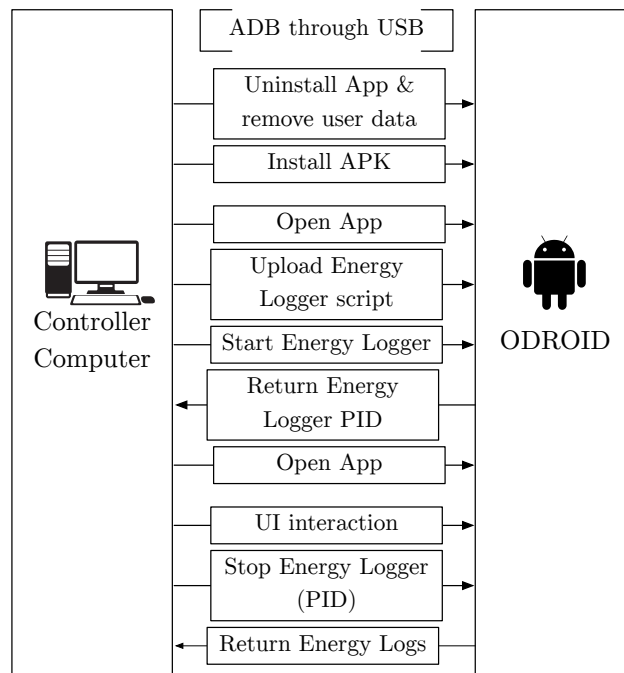 ADB through USB
Uninstall App &
remove user data
Install APK
Open App
Upload Energy
Logger script
Controller
Computer
Start Energy Logger
ODROID
Return Energy
Logger PID
Open App
UI interaction
Stop Energy Logger
(PID)
Return Energy Logs